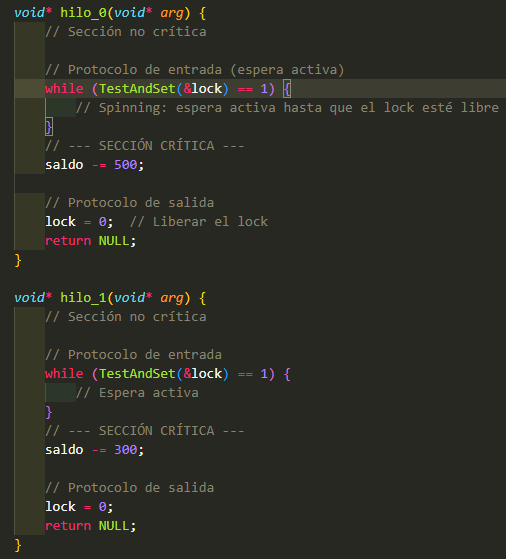 void* hilo_0(void* arg) {
// Sección no crítica
// Protocolo de entrada (espera activa)
while (TestAndSet(&lock) == 1) {
// Spinning: espera activa hasta que el lock esté libre
}
// --- SECCIÓN CRÍTICA ---
saldo -= 500;
// Protocolo de salida
lock = 0;  // Liberar el lock
return NULL;
}
void* hilo_1(void* arg) {
// Sección no crítica
// Protocolo de entrada
while (TestAndSet(&lock) == 1) {
// Espera activa
}
// --- SECCIÓN CRÍTICA ---
saldo -= 300;
// Protocolo de salida
lock = 0;
return NULL;
}